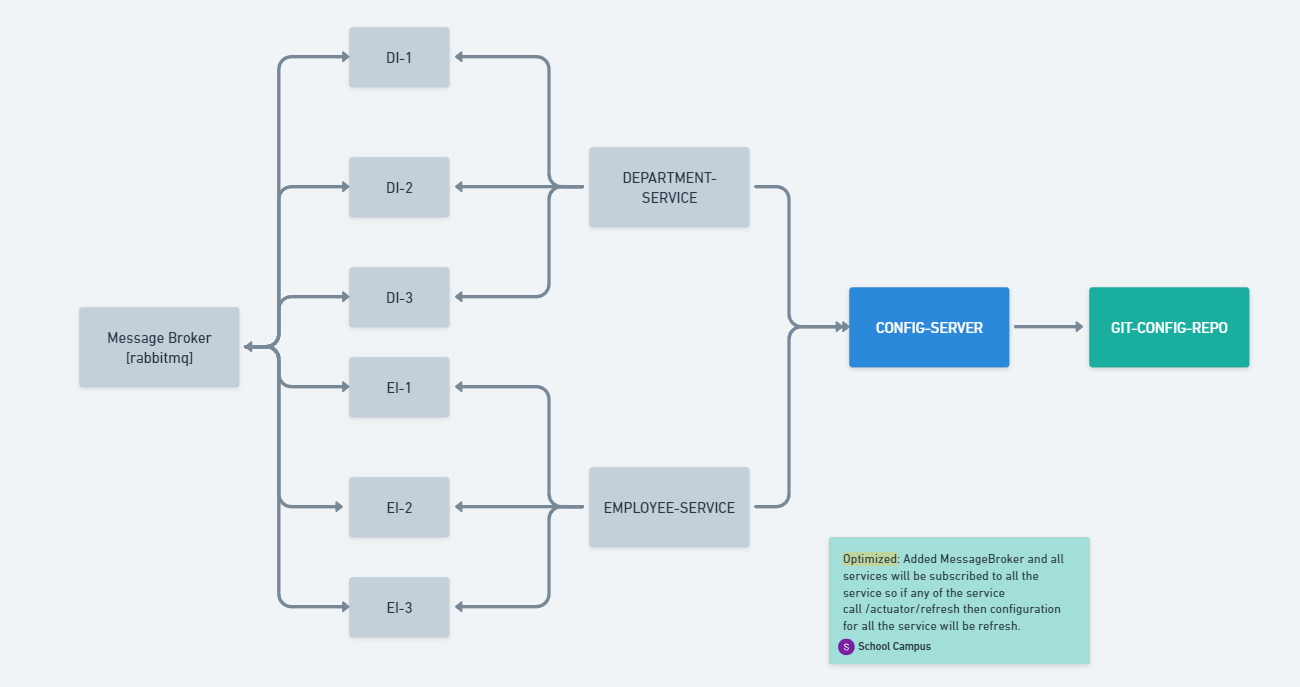 DI-1
DI-2
DI-3
Message Broker
[rabbitmq]
EI-1
EI-2
EI-3
DEPARTMENT-
SERVICE
EMPLOYEE-SERVICE
CONFIG-SERVER
GIT-CONFIG-REPO
Optimized: Added MessageBroker and all
services will be subscribed to all the
service so if any of the service
call /actuator/refresh then configuration
for all the service will be refresh.
S School Campus